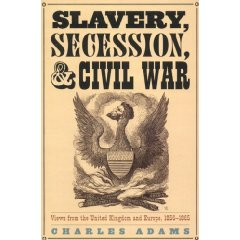 SLAVERY,
SECESSION,
& CIVIL WAR
Views from the United Kingdom and Europe, 1856–1865
CHARLES ADAMS